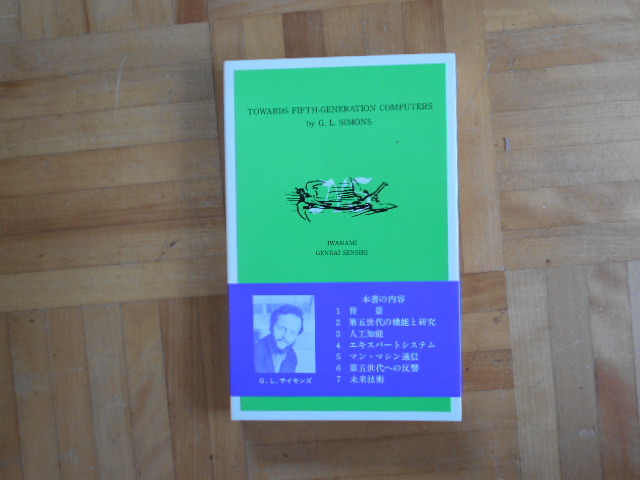 TOWARDS FIFTH-GENERATION COMPUTERS
by G. L. SIMONS
IWANAMI
GENDAI SENSHO
本書の内容
1 背 景
2 第五世代の機能と研究
3 人工知能
4 エキスパートシステム
5 マン・マシン通信
6 第五世代への反響
7 未来技術
G. L. サイモンズ